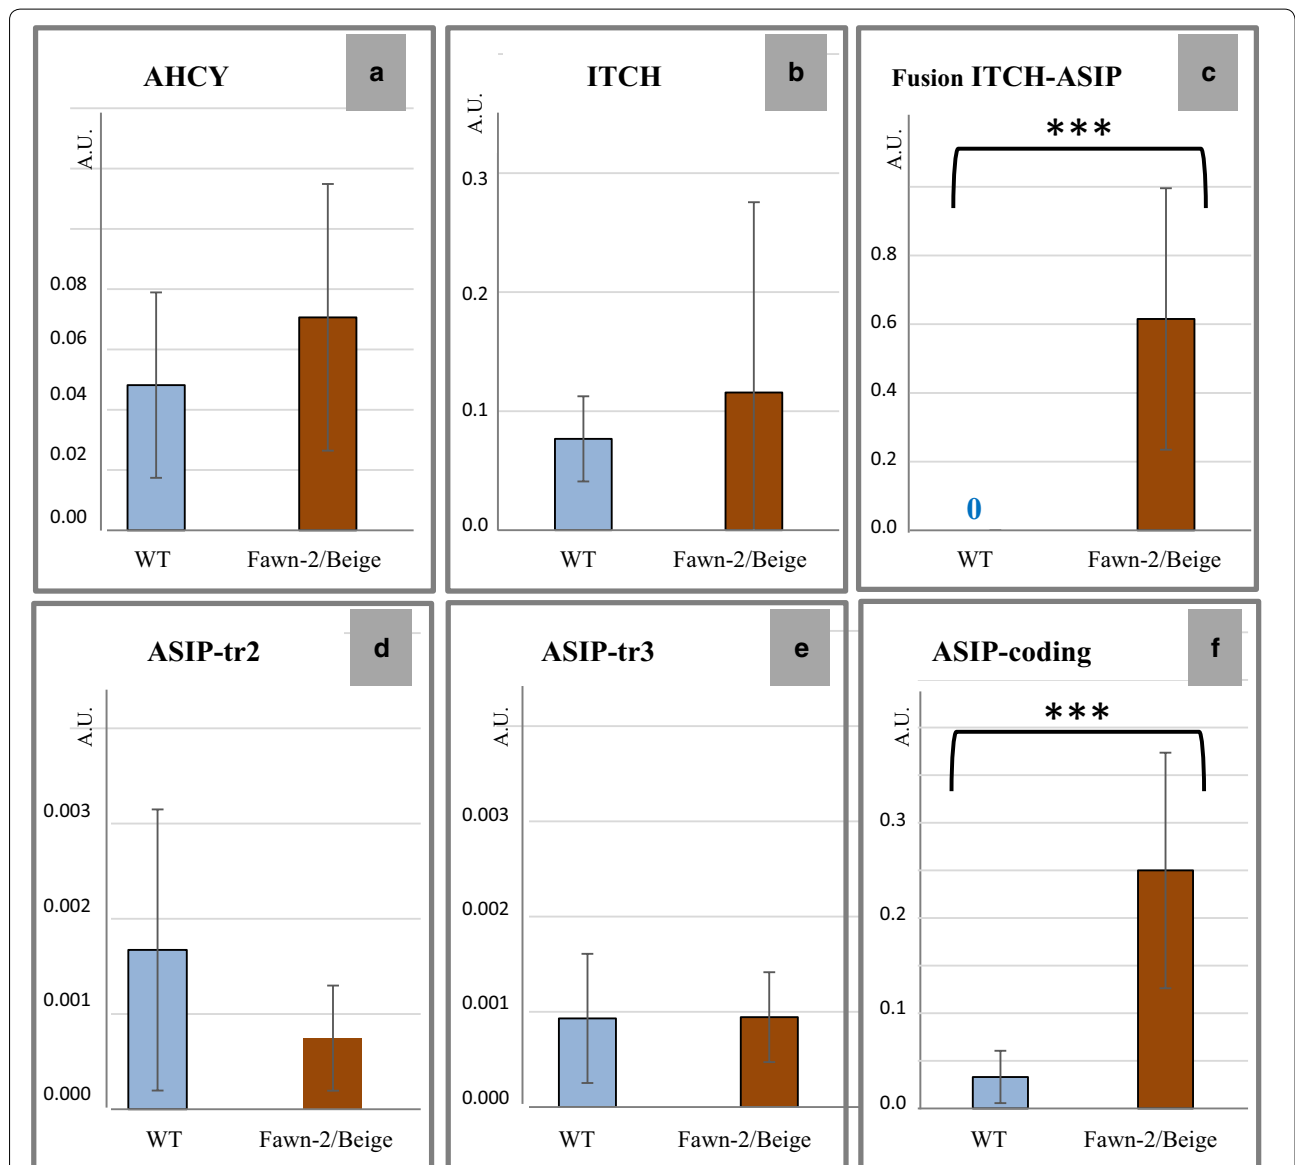 AHCY a
A.U.
0.08
0.06
0.04
0.02
0.00
WT Fawn-2/Beige
ITCH b
A.U.
0.3
0.2
0.1
0.0
WT Fawn-2/Beige
Fusion ITCH-ASIP c
A.U.
***
0.8
0.6
0.4
0.2
0.0
0
WT Fawn-2/Beige
ASIP-tr2 d
A.U.
0.003
0.002
0.001
0.000
WT Fawn-2/Beige
ASIP-tr3 e
A.U.
0.003
0.002
0.001
0.000
WT Fawn-2/Beige
ASIP-coding f
A.U.
***
0.3
0.2
0.1
0.0
WT Fawn-2/Beige